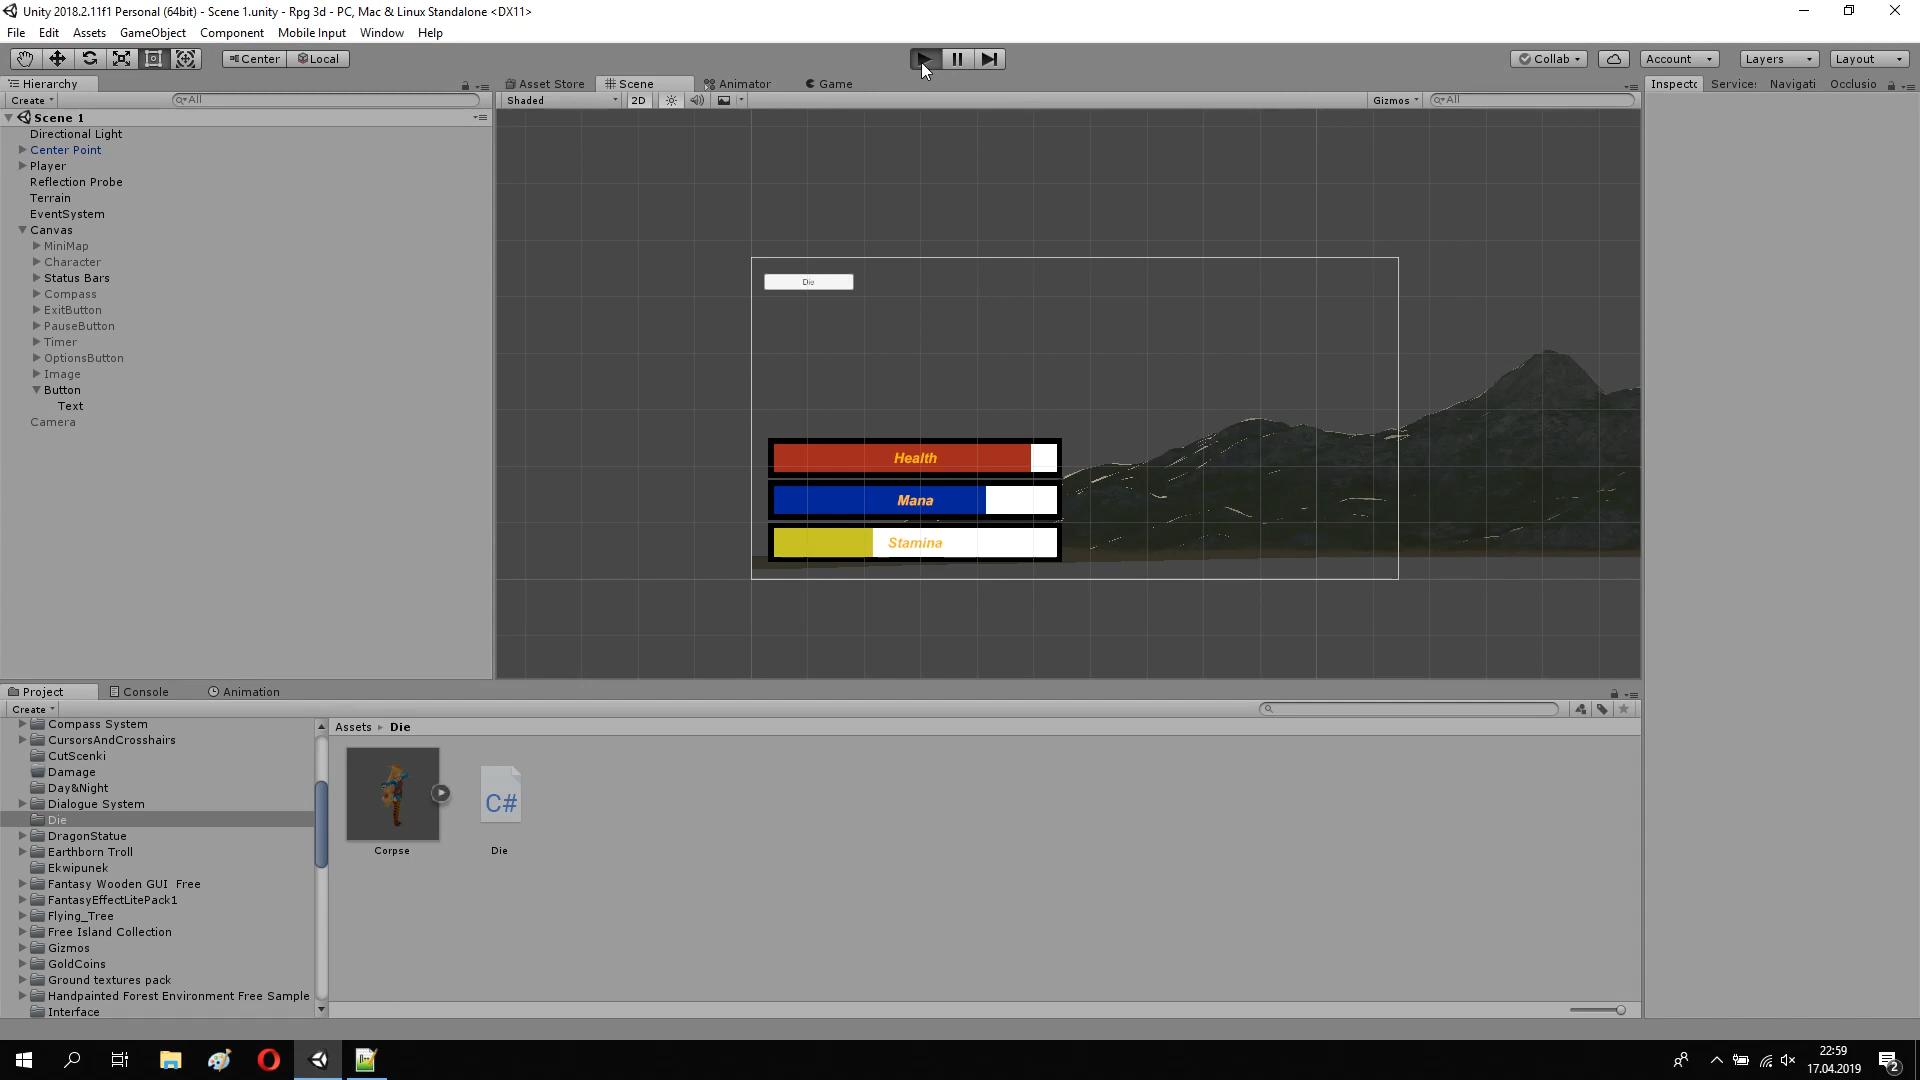 Unity 2018.2.11f1 Personal (64bit) - Scene 1.unity - Rpg 3d - PC, Mac & Linux Standalone <DX11>
File Edit Assets GameObject Component Mobile Input Window Help
Center Local Collab Account Layers Layout
Hierarchy Asset Store Scene Animator Game Inspecto Services Navigati Occlusio
Create All Shaded 2D Gizmos All
Scene 1
Directional Light
Center Point
Player
Reflection Probe
Terrain
EventSystem
Canvas
MiniMap
Character
Status Bars
Compass
ExitButton
PauseButton
Timer
OptionsButton
Image
Button
Text
Camera
Die
Health
Mana
Stamina
Project Console Animation
Create
Compass System
CursorsAndCrosshairs
CutScenki
Damage
Day&Night
Dialogue System
Die
DragonStatue
Earthborn Troll
Ekwipunek
Fantasy Wooden GUI Free
FantasyEffectLitePack1
Flying_Tree
Free Island Collection
Gizmos
GoldCoins
Ground textures pack
Handpainted Forest Environment Free Sample
Interface
Assets Die
C#
Corpse Die
22:59
17.04.2019
2